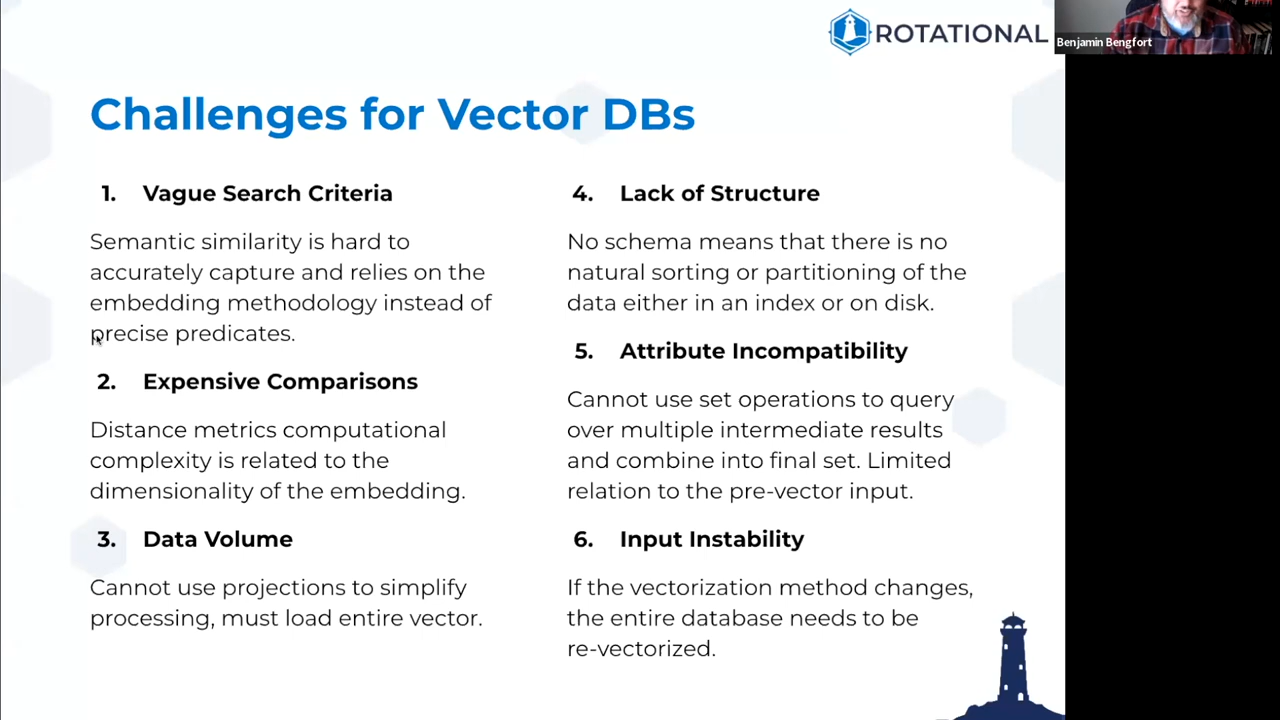 ROTATIONAL
Benjamin Bengfort
Challenges for Vector DBs
1. Vague Search Criteria
Semantic similarity is hard to
accurately capture and relies on the
embedding methodology instead of
precise predicates.
2. Expensive Comparisons
Distance metrics computational
complexity is related to the
dimensionality of the embedding.
3. Data Volume
Cannot use projections to simplify
processing, must load entire vector.
4. Lack of Structure
No schema means that there is no
natural sorting or partitioning of the
data either in an index or on disk.
5. Attribute Incompatibility
Cannot use set operations to query
over multiple intermediate results
and combine into final set. Limited
relation to the pre-vector input.
6. Input Instability
If the vectorization method changes,
the entire database needs to be
re-vectorized.